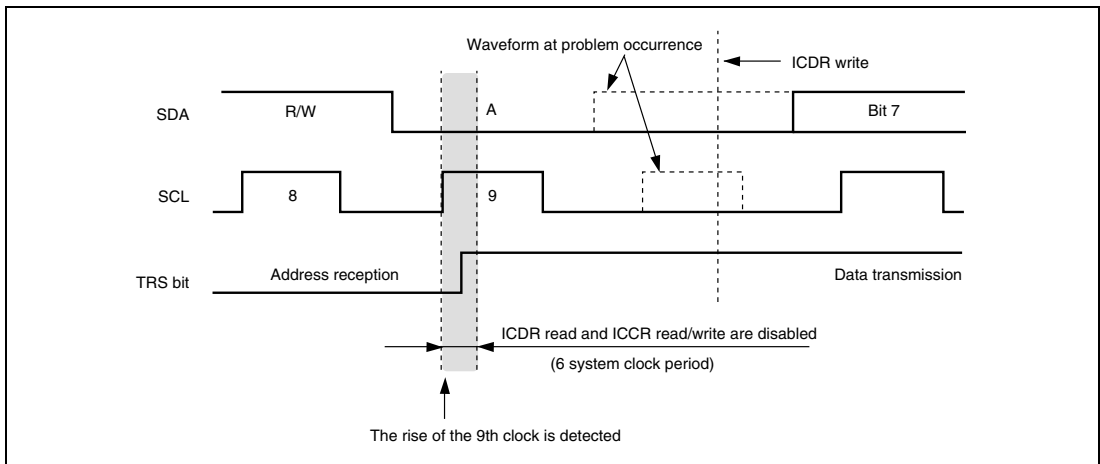 Waveform at problem occurrence
ICDR write
SDA
R/W
A
Bit 7
SCL
8
9
TRS bit
Address reception
Data transmission
ICDR read and ICCR read/write are disabled
(6 system clock period)
The rise of the 9th clock is detected